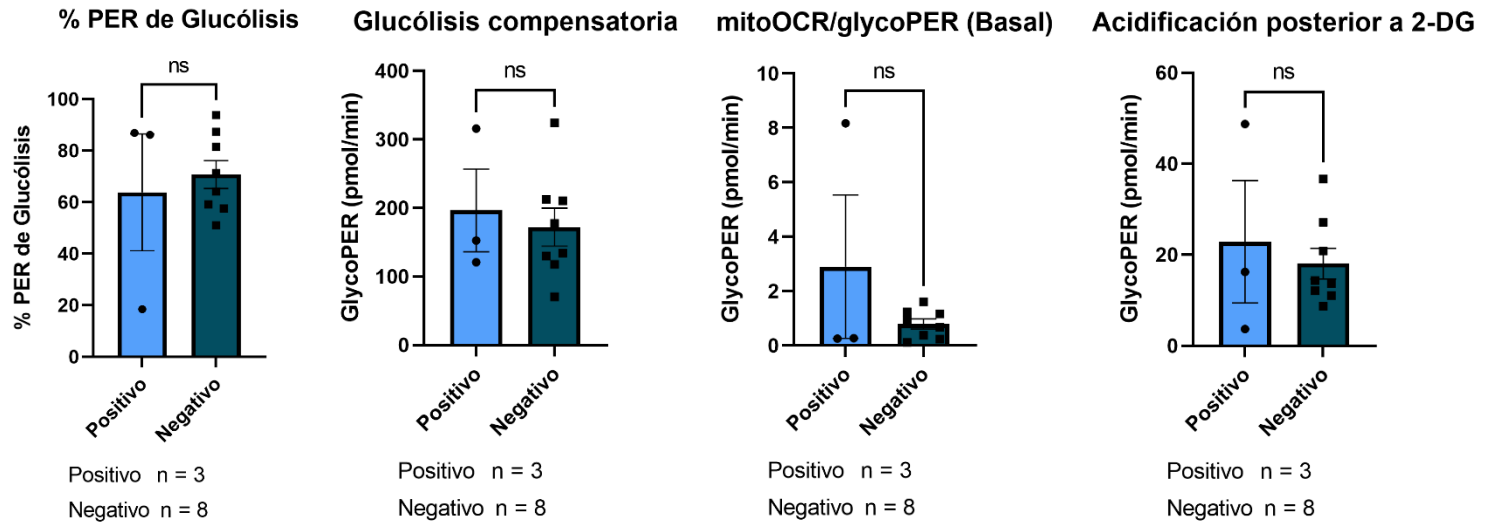 % PER de Glucólisis
ns
100
80
60
40
20
0
% PER de Glucólisis
Positivo
Negativo
Positivo n = 3
Negativo n = 8
Glucólisis compensatoria
ns
400
300
200
100
0
GlycoPER (pmol/min)
Positivo
Negativo
Positivo n = 3
Negativo n = 8
mitoOCR/glycoPER (Basal)
ns
10
8
6
4
2
0
GlycoPER (pmol/min)
Positivo
Negativo
Positivo n = 3
Negativo n = 8
Acidificación posterior a 2-DG
ns
60
40
20
0
GlycoPER (pmol/min)
Positivo
Negativo
Positivo n = 3
Negativo n = 8